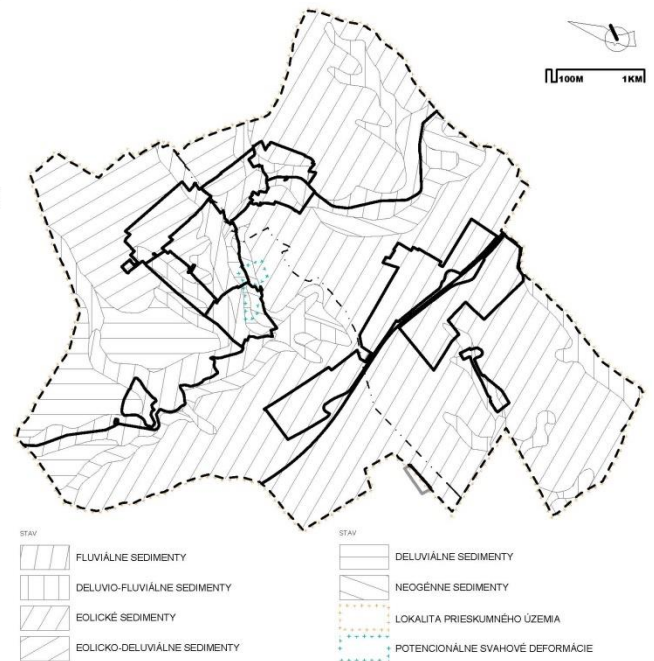 100M 1KM
STAV
FLUVIÁLNE SEDIMENTY
DELUVIO-FLUVIÁLNE SEDIMENTY
EOLICKÉ SEDIMENTY
EOLICKO-DELUVIÁLNE SEDIMENTY
STAV
DELUVIÁLNE SEDIMENTY
NEOGÉNNE SEDIMENTY
LOKALITA PRIESKUMNÉHO ÚZEMIA
POTENCIONÁLNE SVAHOVÉ DEFORMÁCIE